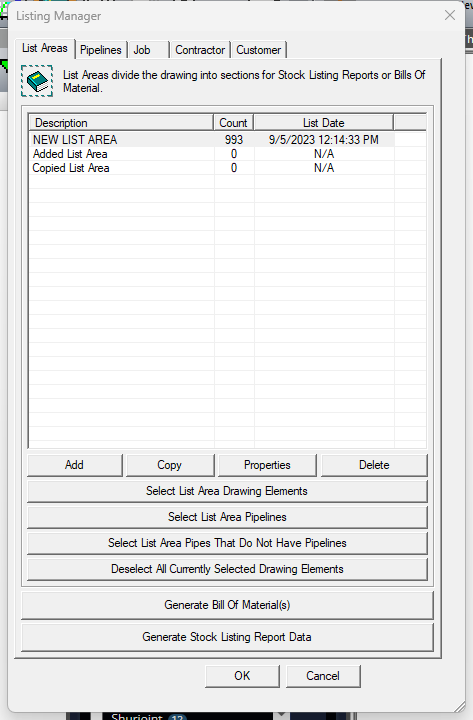 Listing Manager
List Areas Pipelines Job Contractor Customer
List Areas divide the drawing into sections for Stock Listing Reports or Bills Of
Material.
Description Count List Date
NEW LIST AREA 993 9/5/2023 12:14:33 PM
Added List Area 0 N/A
Copied List Area 0 N/A
Add Copy Properties Delete
Select List Area Drawing Elements
Select List Area Pipelines
Select List Area Pipes That Do Not Have Pipelines
Deselect All Currently Selected Drawing Elements
Generate Bill Of Material(s)
Generate Stock Listing Report Data
OK Cancel
Shurjoint 12